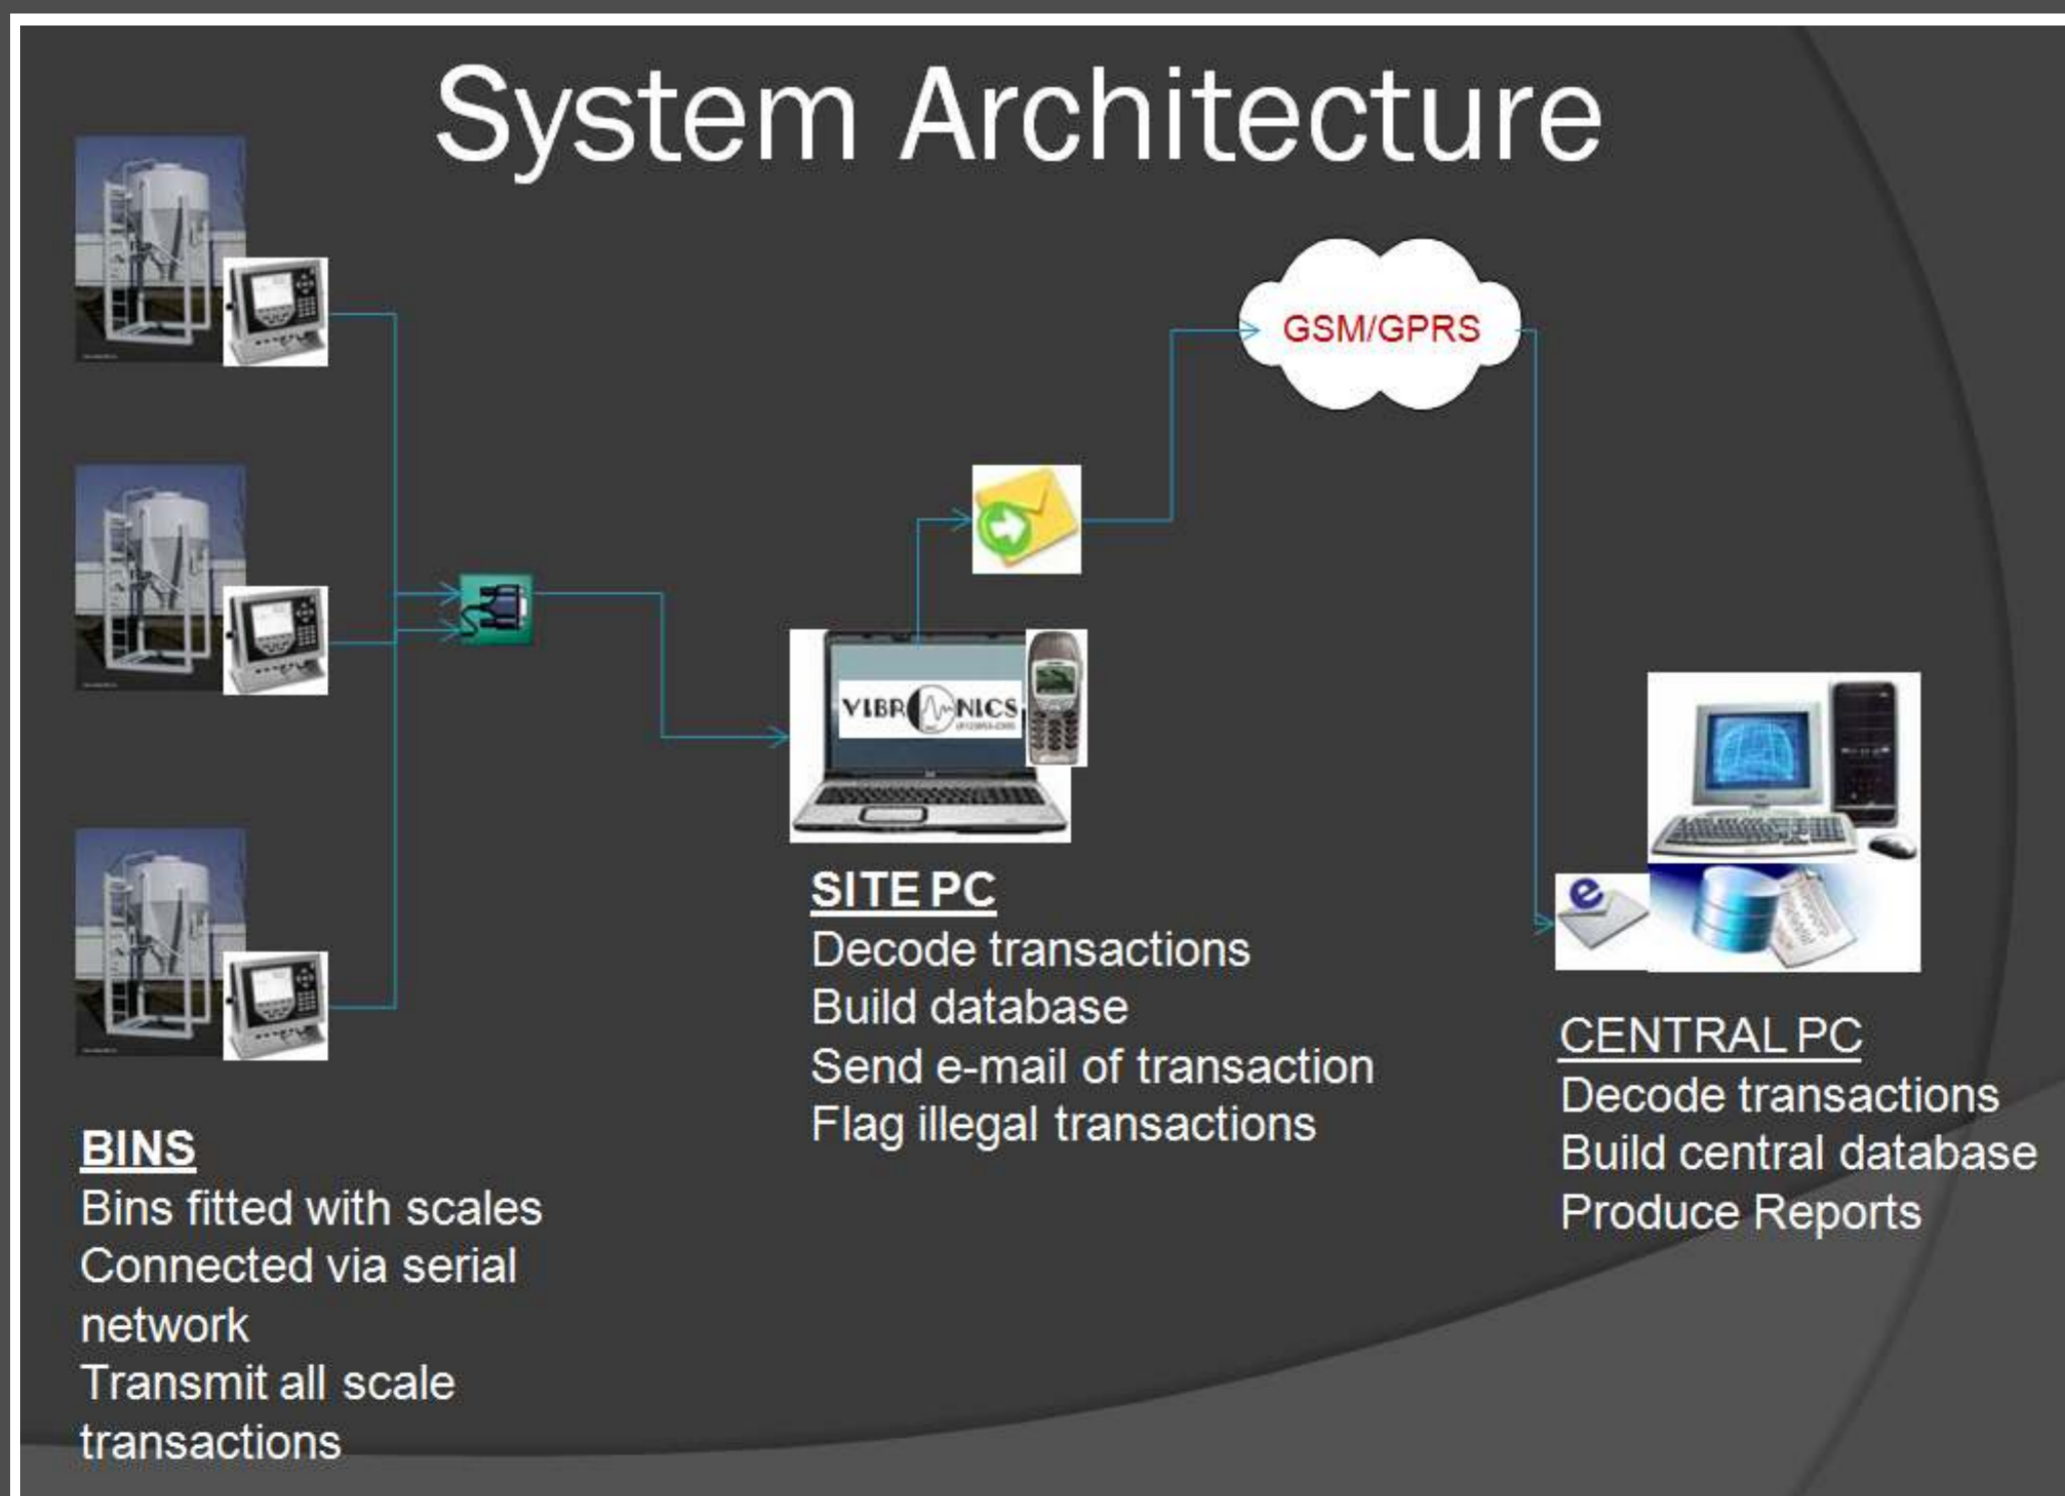 System Architecture
GSM/GPRS
VIBRONICS
SITE PC
Decode transactions
Build database
Send e-mail of transaction
Flag illegal transactions
CENTRAL PC
Decode transactions
Build central database
Produce Reports
BINS
Bins fitted with scales
Connected via serial
network
Transmit all scale
transactions